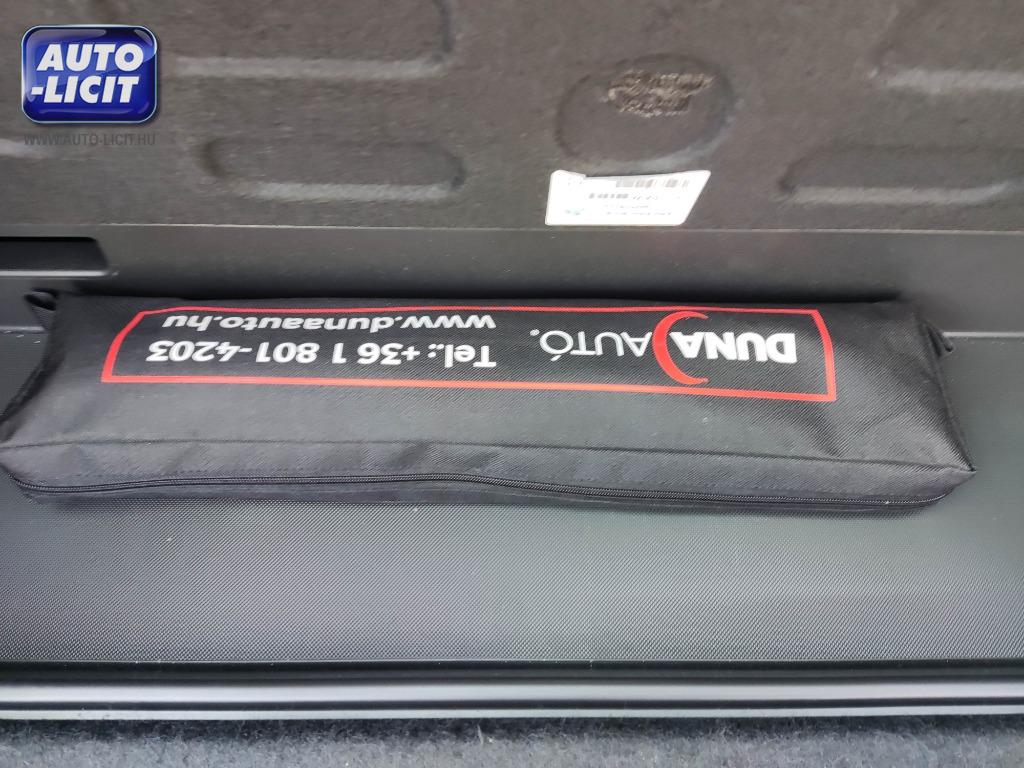 AUTO
-LICIT
WWW.AUTO-LICIT.HU
DUNA AUTÓ.
Tel.: +36 1 801-4203
www.dunaauto.hu